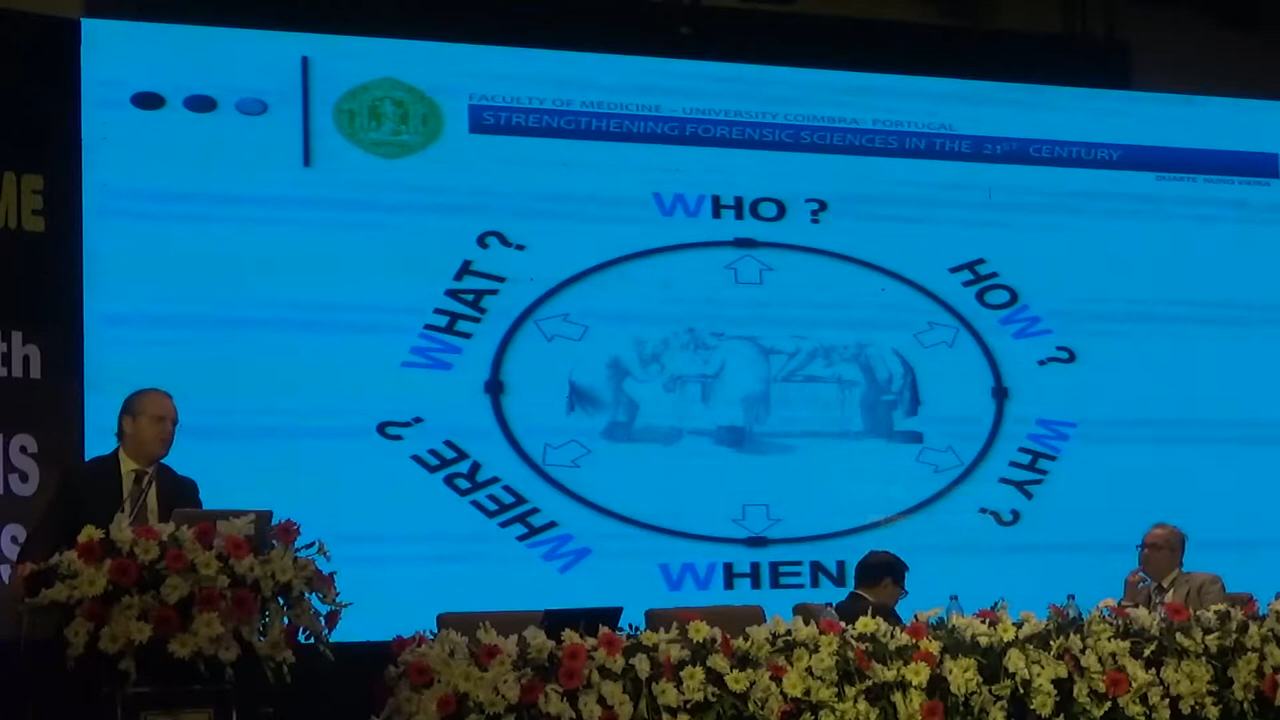 ME
th
IS
S
FACULTY OF MEDICINE – UNIVERSITY COIMBRA- PORTUGAL
STRENGTHENING FORENSIC SCIENCES IN THE 21ST CENTURY
DUARTE NUNO VIEIRA
WHO ?
HOW ?
WHY ?
WHEN
WHERE ?
WHAT ?